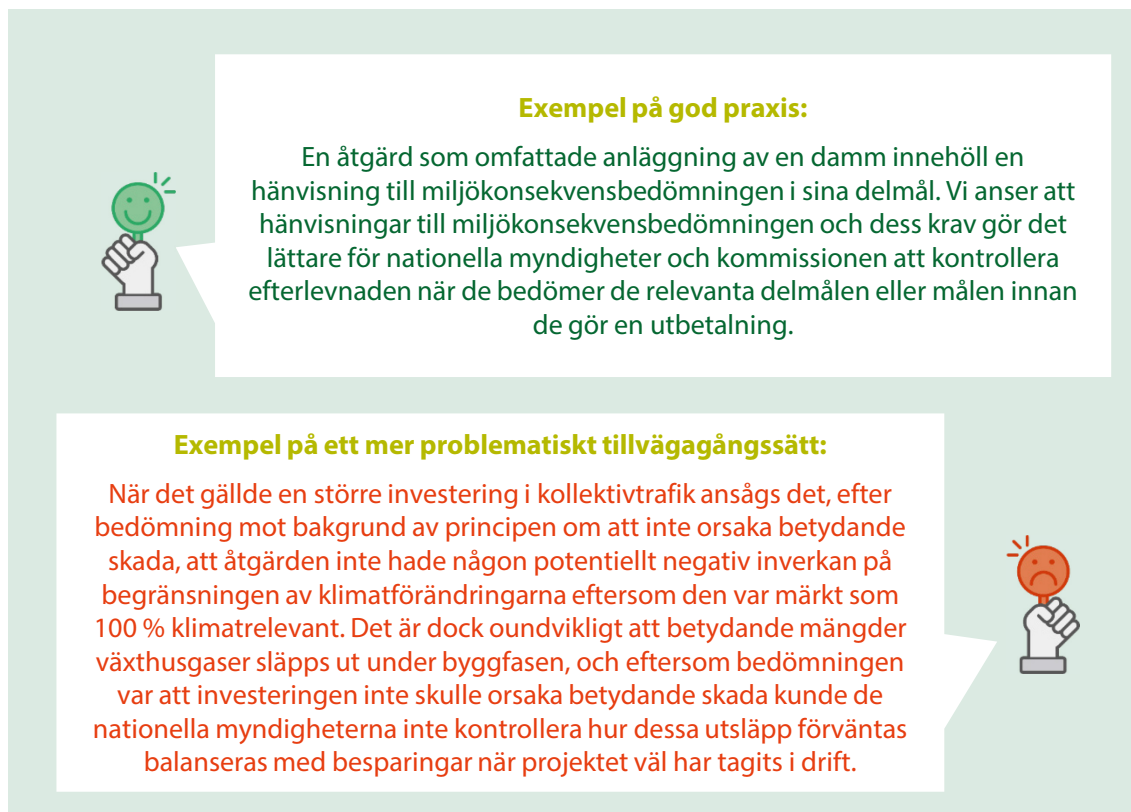 Exempel på god praxis:
En åtgärd som omfattade anläggning av en damm innehöll en
hänvisning till miljökonsekvensbedömningen i sina delmål. Vi anser att
hänvisningar till miljökonsekvensbedömningen och dess krav gör det
lättare för nationella myndigheter och kommissionen att kontrollera
efterlevnaden när de bedömer de relevanta delmålen eller målen innan
de gör en utbetalning.
Exempel på ett mer problematiskt tillvägagångssätt:
När det gällde en större investering i kollektivtrafik ansågs det, efter
bedömning mot bakgrund av principen om att inte orsaka betydande
skada, att åtgärden inte hade någon potentiellt negativ inverkan på
begränsningen av klimatförändringarna eftersom den var märkt som
100 % klimatrelevant. Det är dock oundvikligt att betydande mängder
växthusgaser släpps ut under byggfasen, och eftersom bedömningen
var att investeringen inte skulle orsaka betydande skada kunde de
nationella myndigheterna inte kontrollera hur dessa utsläpp förväntas
balanseras med besparingar när projektet väl har tagits i drift.